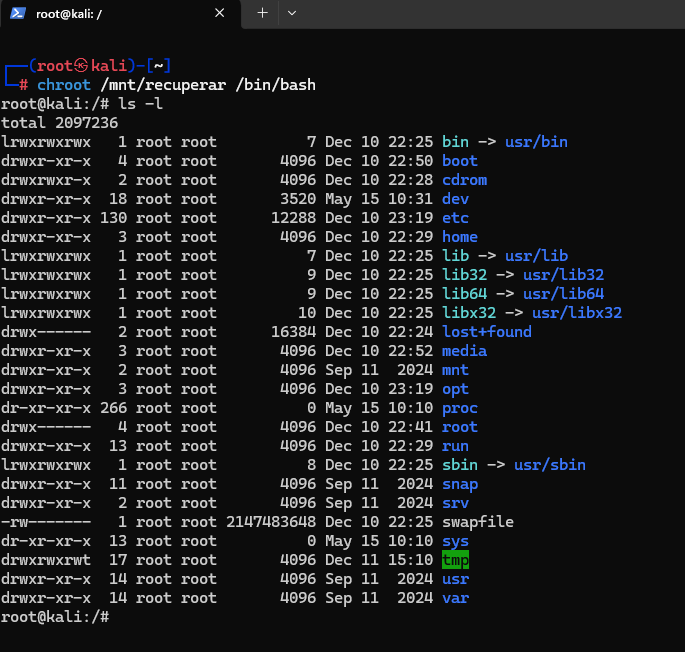 root@kali: /
┌──(root㉿kali)-[~]
└─# chroot /mnt/recuperar /bin/bash
root@kali:/# ls -l
total 2097236
lrwxrwxrwx   1 root root          7 Dec 10 22:25 bin -> usr/bin
drwxr-xr-x   4 root root       4096 Dec 10 22:50 boot
drwxr-xr-x   2 root root       4096 Dec 10 22:28 cdrom
drwxr-xr-x  18 root root       3520 May 15 10:31 dev
drwxr-xr-x 130 root root      12288 Dec 10 23:19 etc
drwxr-xr-x   3 root root       4096 Dec 10 22:29 home
lrwxrwxrwx   1 root root          7 Dec 10 22:25 lib -> usr/lib
lrwxrwxrwx   1 root root          9 Dec 10 22:25 lib32 -> usr/lib32
lrwxrwxrwx   1 root root          9 Dec 10 22:25 lib64 -> usr/lib64
lrwxrwxrwx   1 root root         10 Dec 10 22:25 libx32 -> usr/libx32
drwx------   2 root root      16384 Dec 10 22:24 lost+found
drwxr-xr-x   3 root root       4096 Dec 10 22:52 media
drwxr-xr-x   2 root root       4096 Sep 11  2024 mnt
drwxr-xr-x   3 root root       4096 Dec 10 23:19 opt
dr-xr-xr-x 266 root root          0 May 15 10:10 proc
drwx------   4 root root       4096 Dec 10 22:41 root
drwxr-xr-x  13 root root       4096 Dec 10 22:29 run
lrwxrwxrwx   1 root root          8 Dec 10 22:25 sbin -> usr/sbin
drwxr-xr-x  11 root root       4096 Sep 11  2024 snap
drwxr-xr-x   2 root root       4096 Sep 11  2024 srv
-rw-------   1 root root 2147483648 Dec 10 22:25 swapfile
dr-xr-xr-x  13 root root          0 May 15 10:10 sys
drwxrwxrwt  17 root root       4096 Dec 11 15:10 tmp
drwxr-xr-x  14 root root       4096 Sep 11  2024 usr
drwxr-xr-x  14 root root       4096 Sep 11  2024 var
root@kali:/#